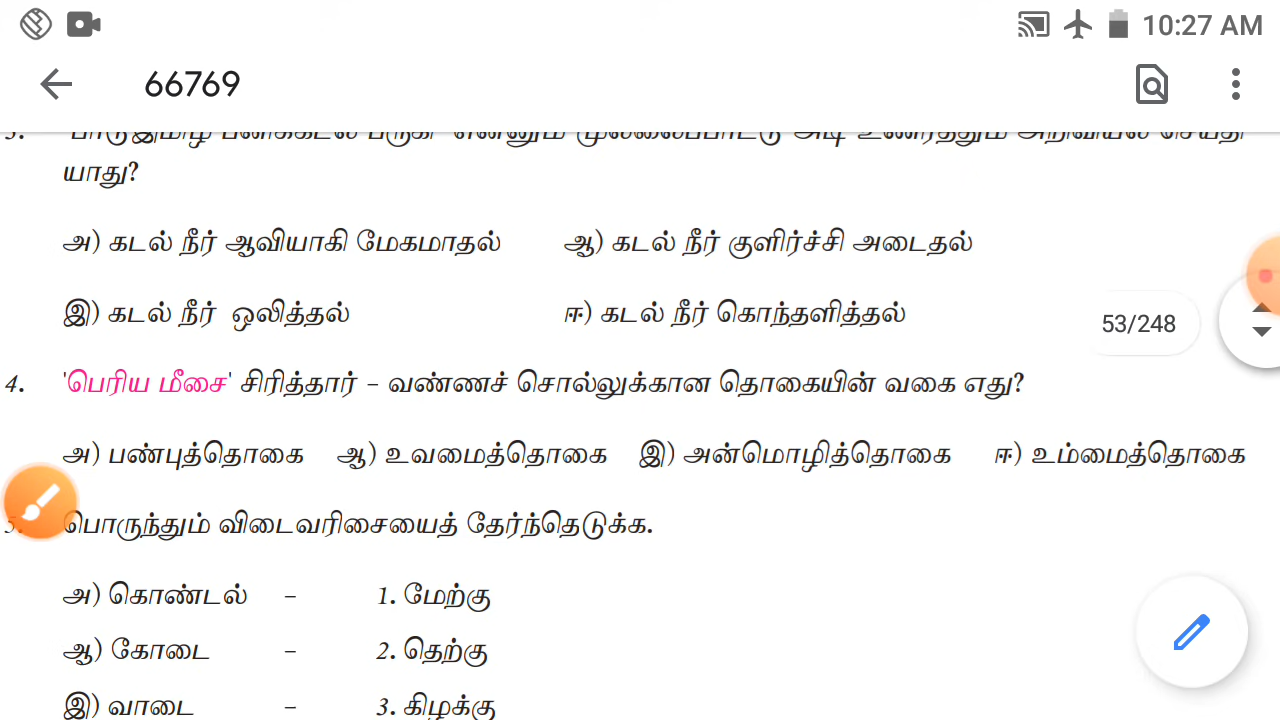 10:27 AM
66769
யாது?
அ) கடல் நீர் ஆவியாகி மேகமாதல் ஆ) கடல் நீர் குளிர்ச்சி அடைதல்
இ) கடல் நீர் ஒலித்தல் ஈ) கடல் நீர் கொந்தளித்தல்
53/248
4. 'பெரிய மீசை' சிரித்தார் – வண்ணச் சொல்லுக்கான தொகையின் வகை எது?
அ) பண்புத்தொகை ஆ) உவமைத்தொகை இ) அன்மொழித்தொகை ஈ) உம்மைத்தொகை
பொருந்தும் விடைவரிசையைத் தேர்ந்தெடுக்க.
அ) கொண்டல் – 1. மேற்கு
ஆ) கோடை – 2. தெற்கு
இ) வாடை – 3. கிழக்கு